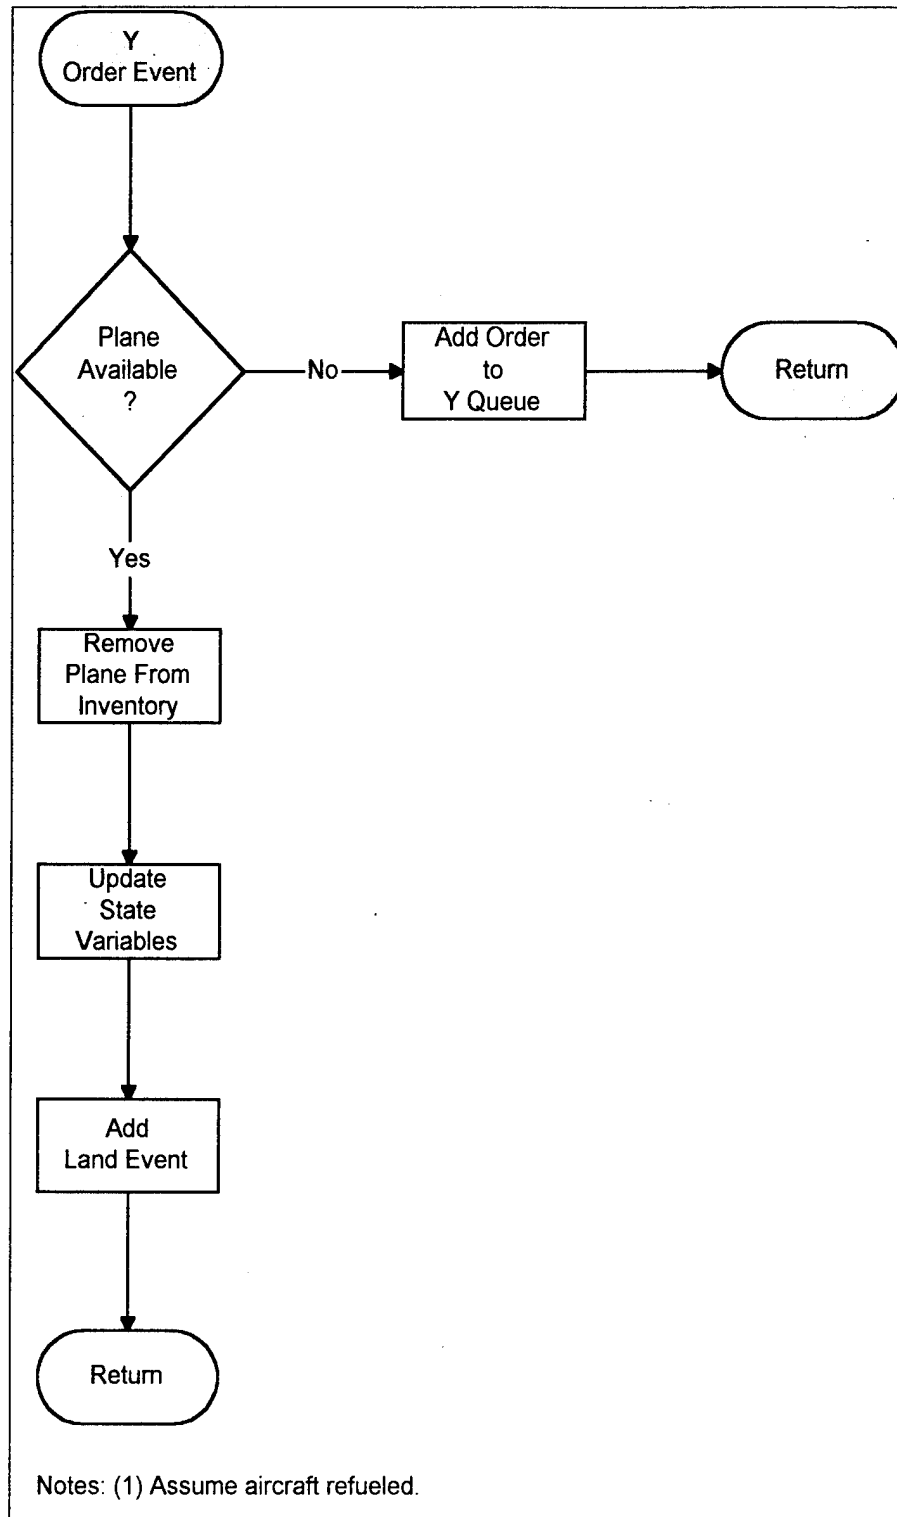 Y
Order Event
Plane
Available
?
No
Add Order
to
Y Queue
Return
Yes
Remove
Plane From
Inventory
Update
State
Variables
Add
Land Event
Return
Notes: (1) Assume aircraft refueled.